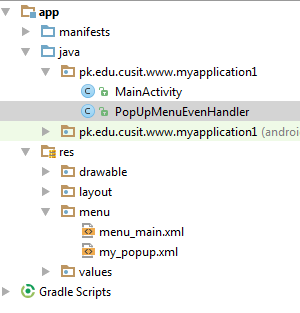 app
manifests
java
pk.edu.cusit.www.myapplication1
MainActivity
PopUpMenuEvenHandler
pk.edu.cusit.www.myapplication1 (androi
res
drawable
layout
menu
menu_main.xml
my_popup.xml
values
Gradle Scripts